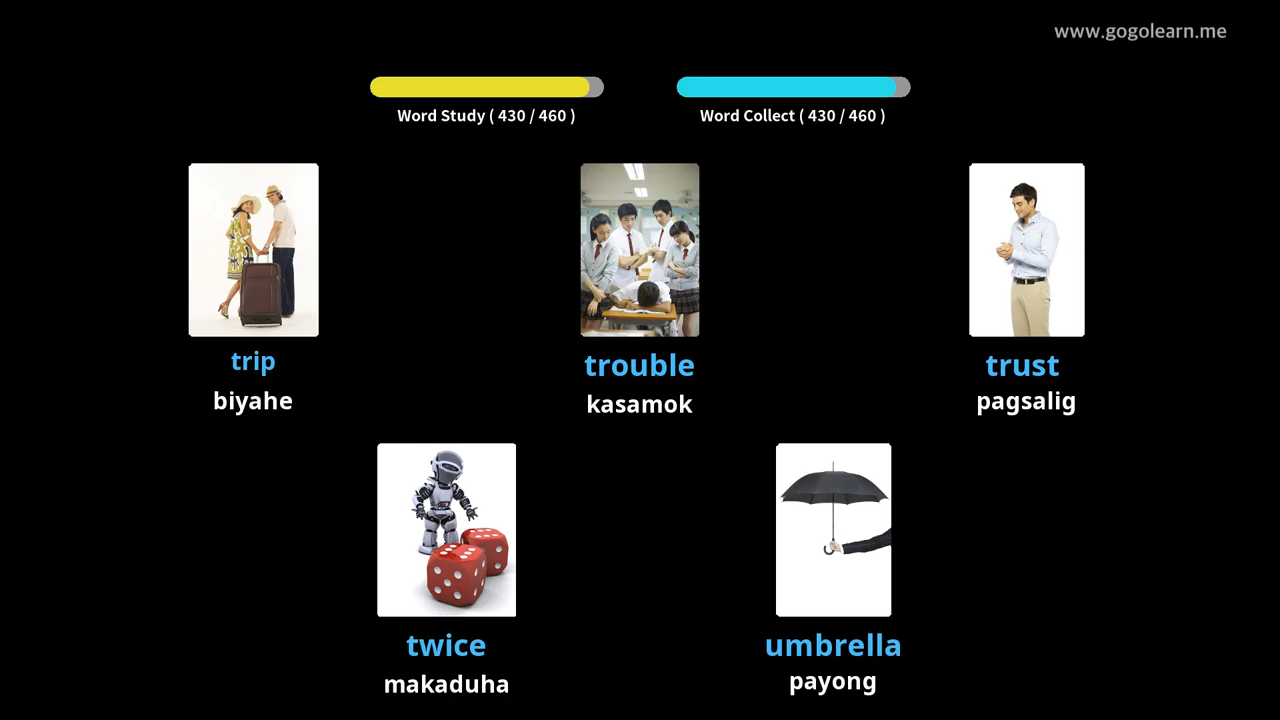 www.gogolearn.me
Word Study ( 430 / 460 )
Word Collect ( 430 / 460 )
trip
biyahe
trouble
kasamok
trust
pagsalig
twice
makaduha
umbrella
payong